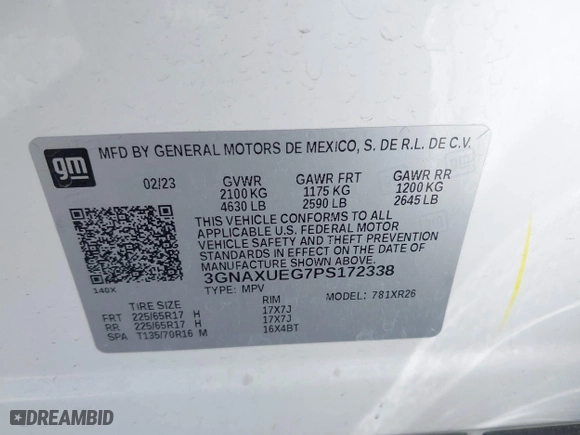 gm
MFD BY GENERAL MOTORS DE MEXICO, S. DE R.L. DE C.V.
02/23 GVWR GAWR FRT GAWR RR
2100 KG 1175 KG 1200 KG
4630 LB 2590 LB 2645 LB
THIS VEHICLE CONFORMS TO ALL
APPLICABLE U.S. FEDERAL MOTOR
VEHICLE SAFETY AND THEFT PREVENTION
STANDARDS IN EFFECT ON THE DATE OF
MANUFACTURE SHOWN ABOVE.
3GNAXUEG7PS172338
140X TYPE: MPV MODEL: 781XR26
TIRE SIZE RIM
FRT 225/65R17 H 17X7J
RR 225/65R17 H 17X7J
SPA T135/70R16 M 16X4BT
DREAMBID